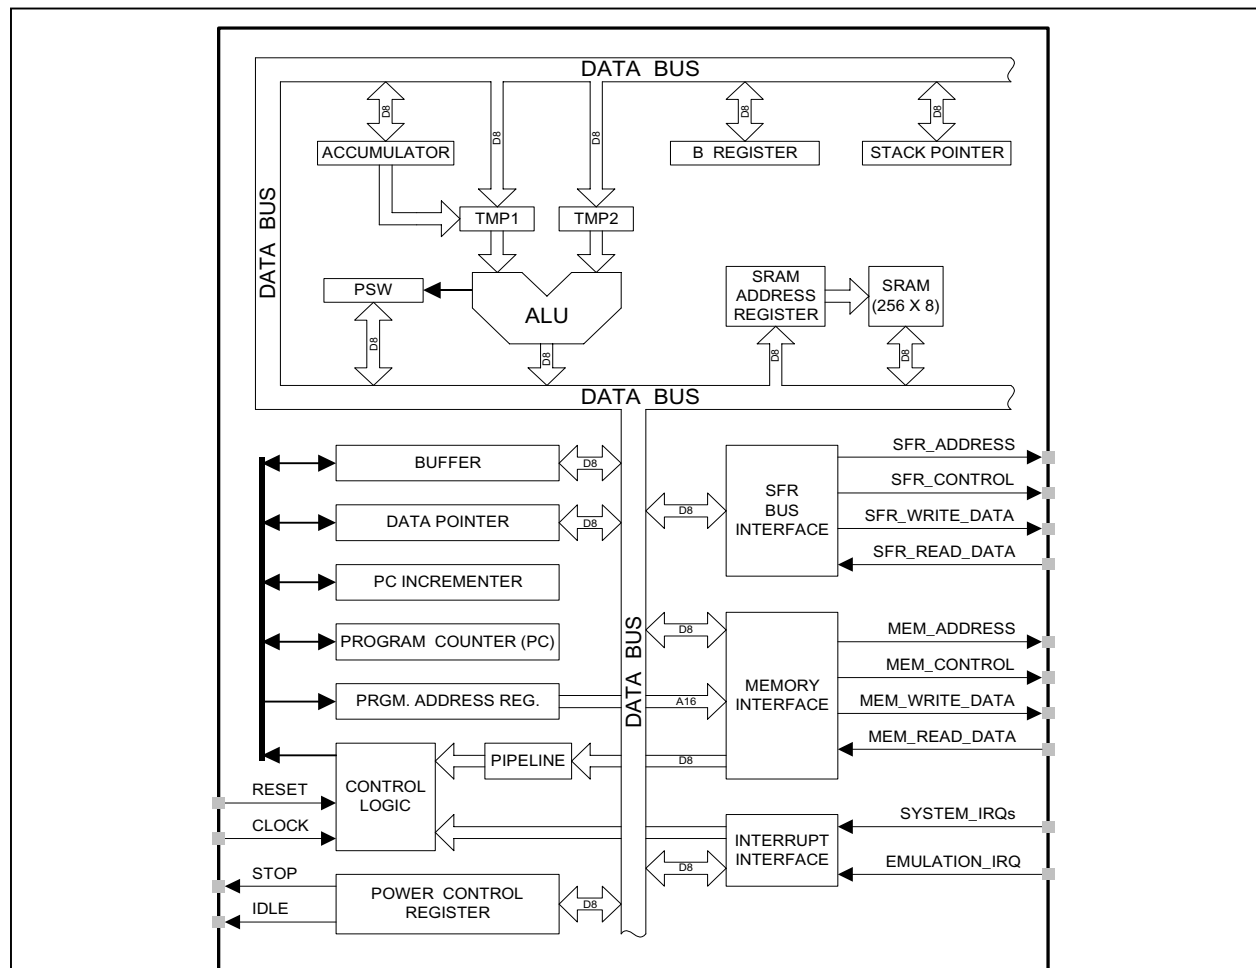 DATA BUS
D8
D8
D8
D8
D8
ACCUMULATOR
B REGISTER
STACK POINTER
DATA BUS
TMP1
TMP2
PSW
ALU
SRAM
ADDRESS
REGISTER
SRAM
(256 X 8)
D8
D8
D8
D8
DATA BUS
BUFFER
D8
DATA POINTER
D8
PC INCREMENTER
PROGRAM COUNTER (PC)
PRGM. ADDRESS REG.
DATA BUS
D8
SFR
BUS
INTERFACE
SFR_ADDRESS
SFR_CONTROL
SFR_WRITE_DATA
SFR_READ_DATA
D8
A16
D8
MEMORY
INTERFACE
MEM_ADDRESS
MEM_CONTROL
MEM_WRITE_DATA
MEM_READ_DATA
PIPELINE
CONTROL
LOGIC
RESET
CLOCK
INTERRUPT
INTERFACE
D8
SYSTEM_IRQs
EMULATION_IRQ
STOP
IDLE
POWER CONTROL
REGISTER
D8